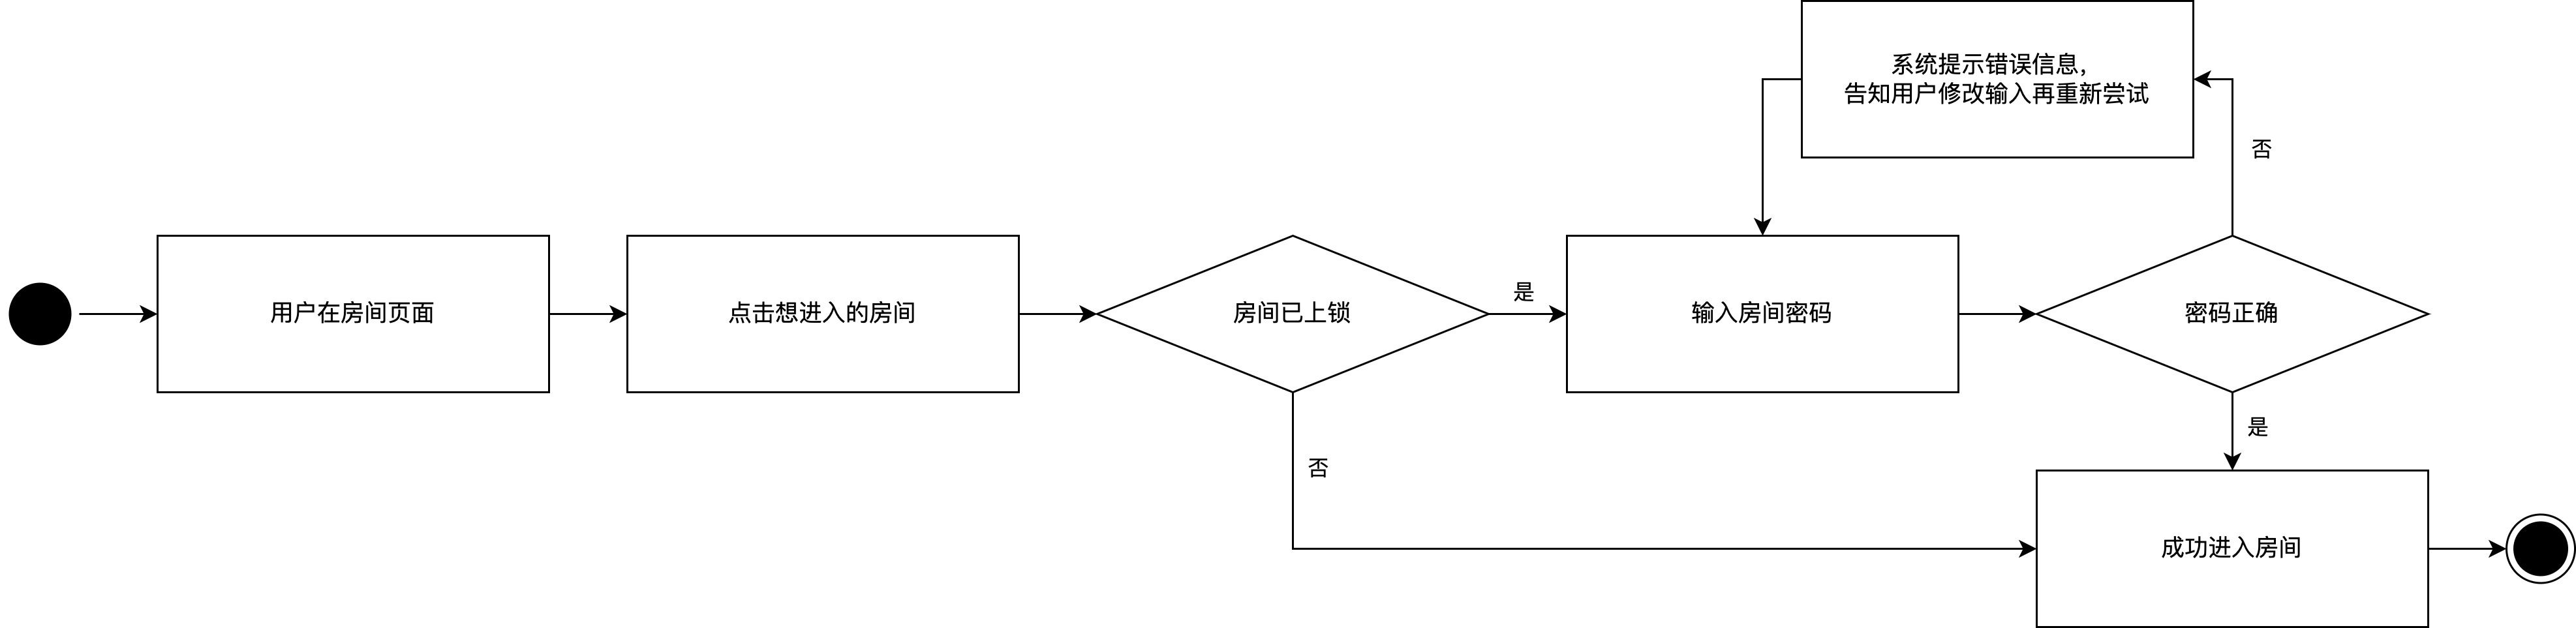 系统提示错误信息，
告知用户修改输入再重新尝试
否
用户在房间页面
点击想进入的房间
房间已上锁
是
输入房间密码
密码正确
否
是
成功进入房间